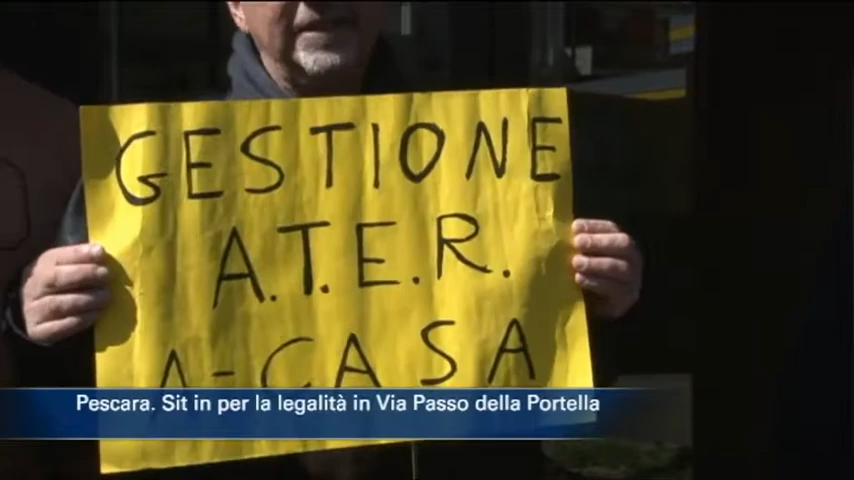 GESTIONE
A.T.E.R.
A-CASA
Pescara. Sit in per la legalità in Via Passo della Portella